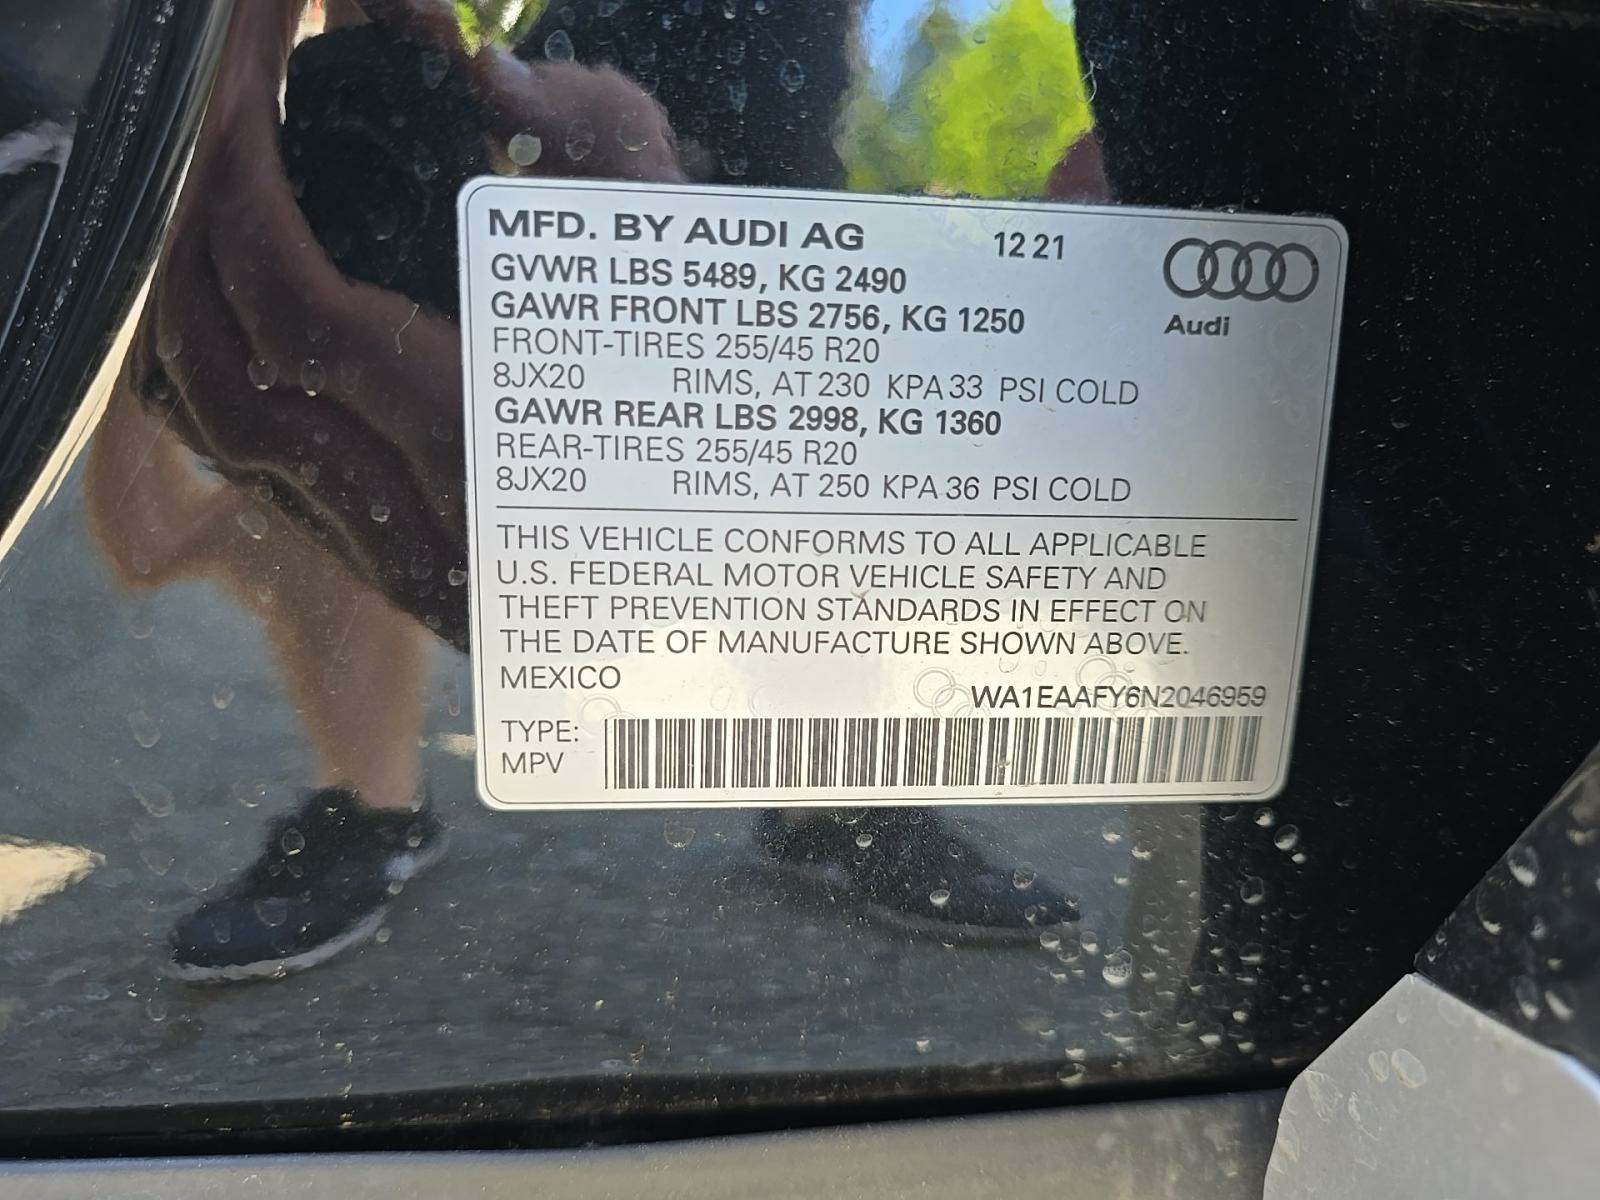 MFD. BY AUDI AG 12 21
GVWR LBS 5489, KG 2490
GAWR FRONT LBS 2756, KG 1250
Audi
FRONT-TIRES 255/45 R20
8JX20 RIMS, AT 230 KPA 33 PSI COLD
GAWR REAR LBS 2998, KG 1360
REAR-TIRES 255/45 R20
8JX20 RIMS, AT 250 KPA 36 PSI COLD
THIS VEHICLE CONFORMS TO ALL APPLICABLE
U.S. FEDERAL MOTOR VEHICLE SAFETY AND
THEFT PREVENTION STANDARDS IN EFFECT ON
THE DATE OF MANUFACTURE SHOWN ABOVE.
MEXICO
WA1EAAFY6N2046959
TYPE:
MPV